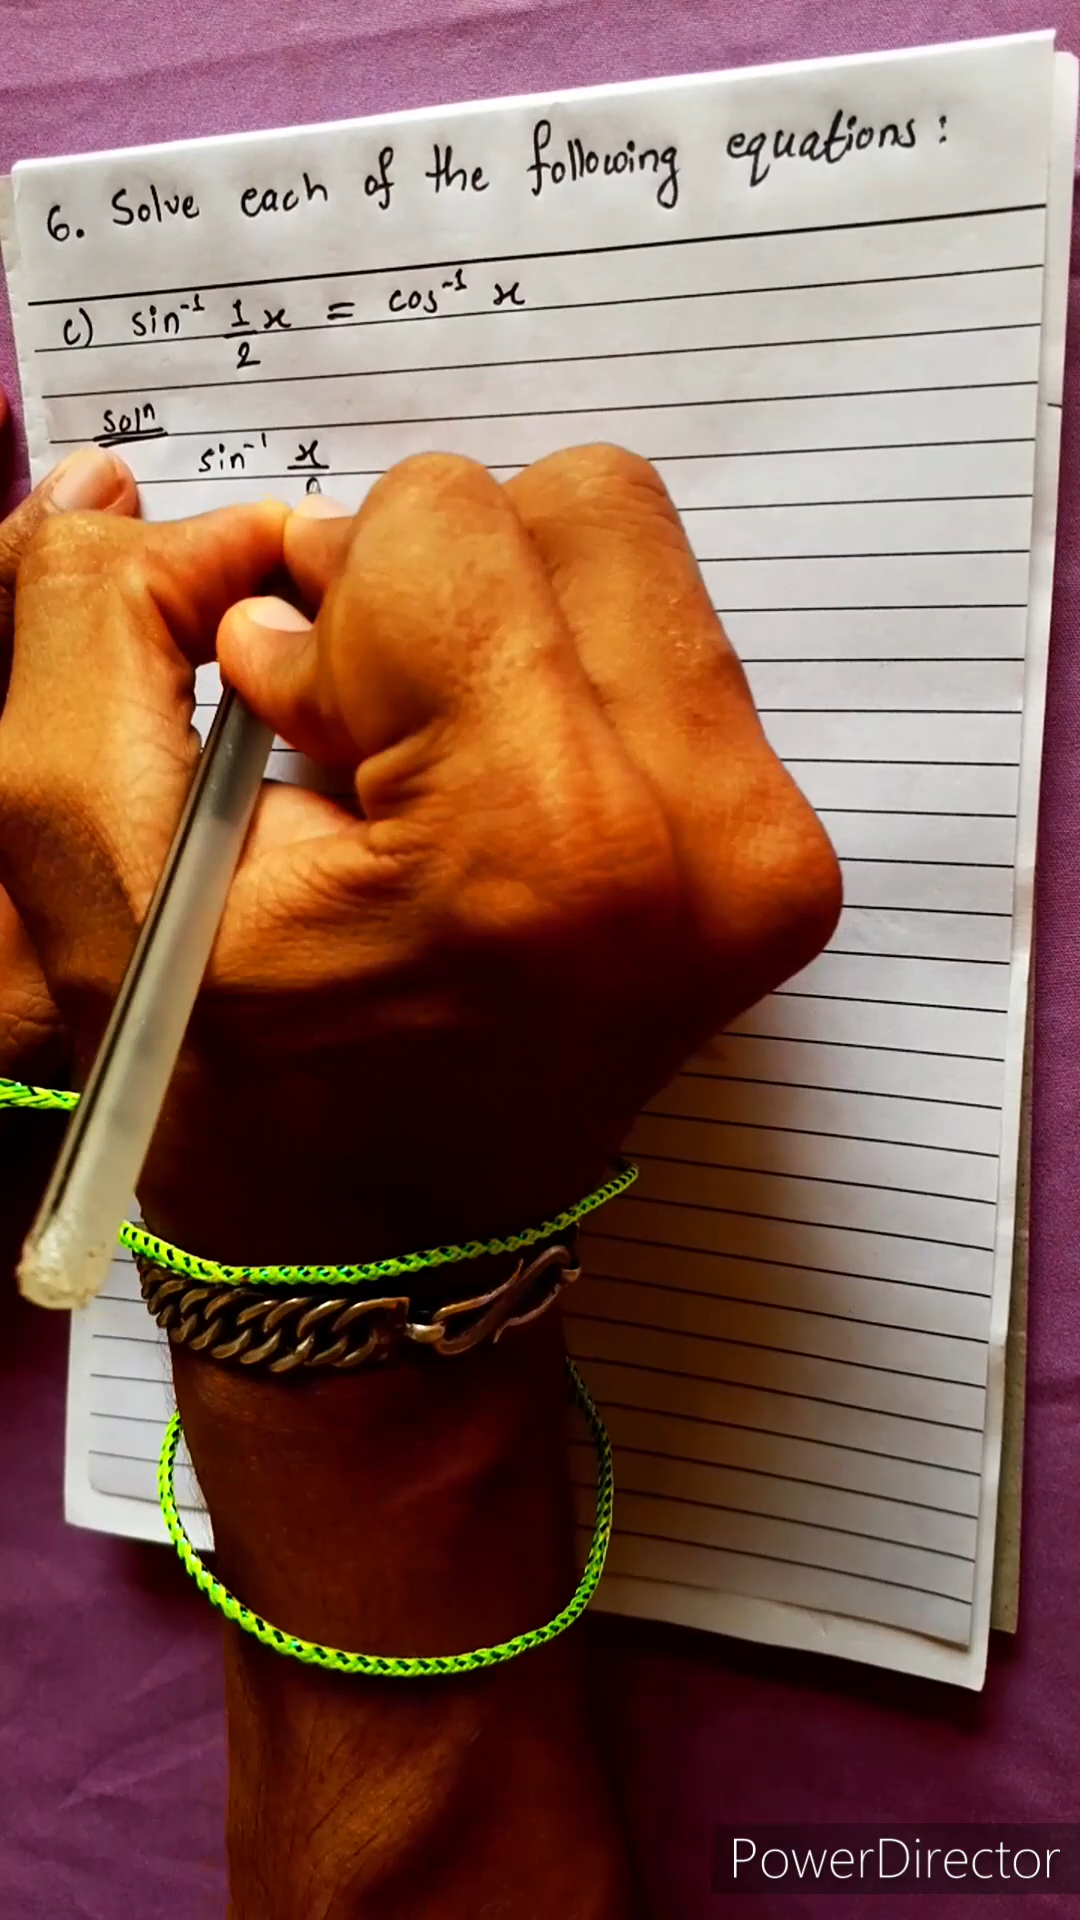 6. Solve each of the following equations:
c) sin⁻¹ 1/2 x = cos⁻¹ x
Solⁿ
sin⁻¹ x
PowerDirector